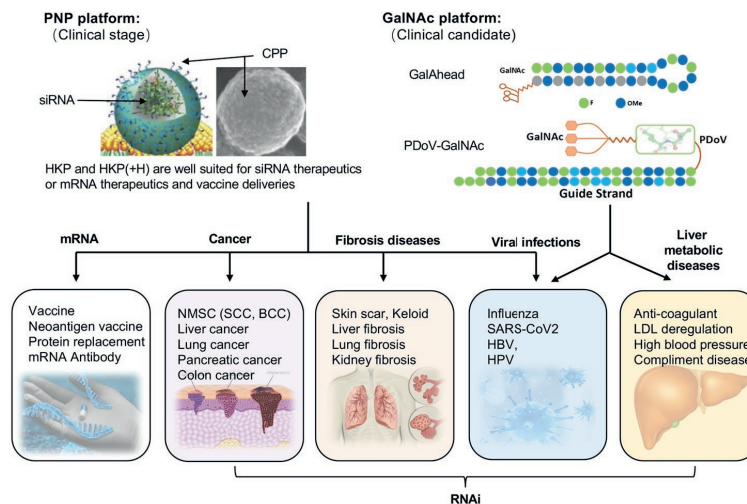 PNP platform:
(Clinical stage)
CPP
siRNA
HKP and HKP(+H) are well suited for siRNA therapeutics
or mRNA therapeutics and vaccine deliveries
GalNAc platform:
(Clinical candidate)
GalAhead
GalNAc
F
OMe
PDoV-GalNAc
GalNAc
PDoV
Guide Strand
mRNA
Cancer
Fibrosis diseases
Viral infections
Liver
metabolic
diseases
Vaccine
Neoantigen vaccine
Protein replacement
mRNA Antibody
NMSC (SCC, BCC)
Liver cancer
Lung cancer
Pancreatic cancer
Colon cancer
Skin scar, Keloid
Liver fibrosis
Lung fibrosis
Kidney fibrosis
Influenza
SARS-CoV2
HBV,
HPV
Anti-coagulant
LDL deregulation
High blood pressure
Compliment disease
RNAi